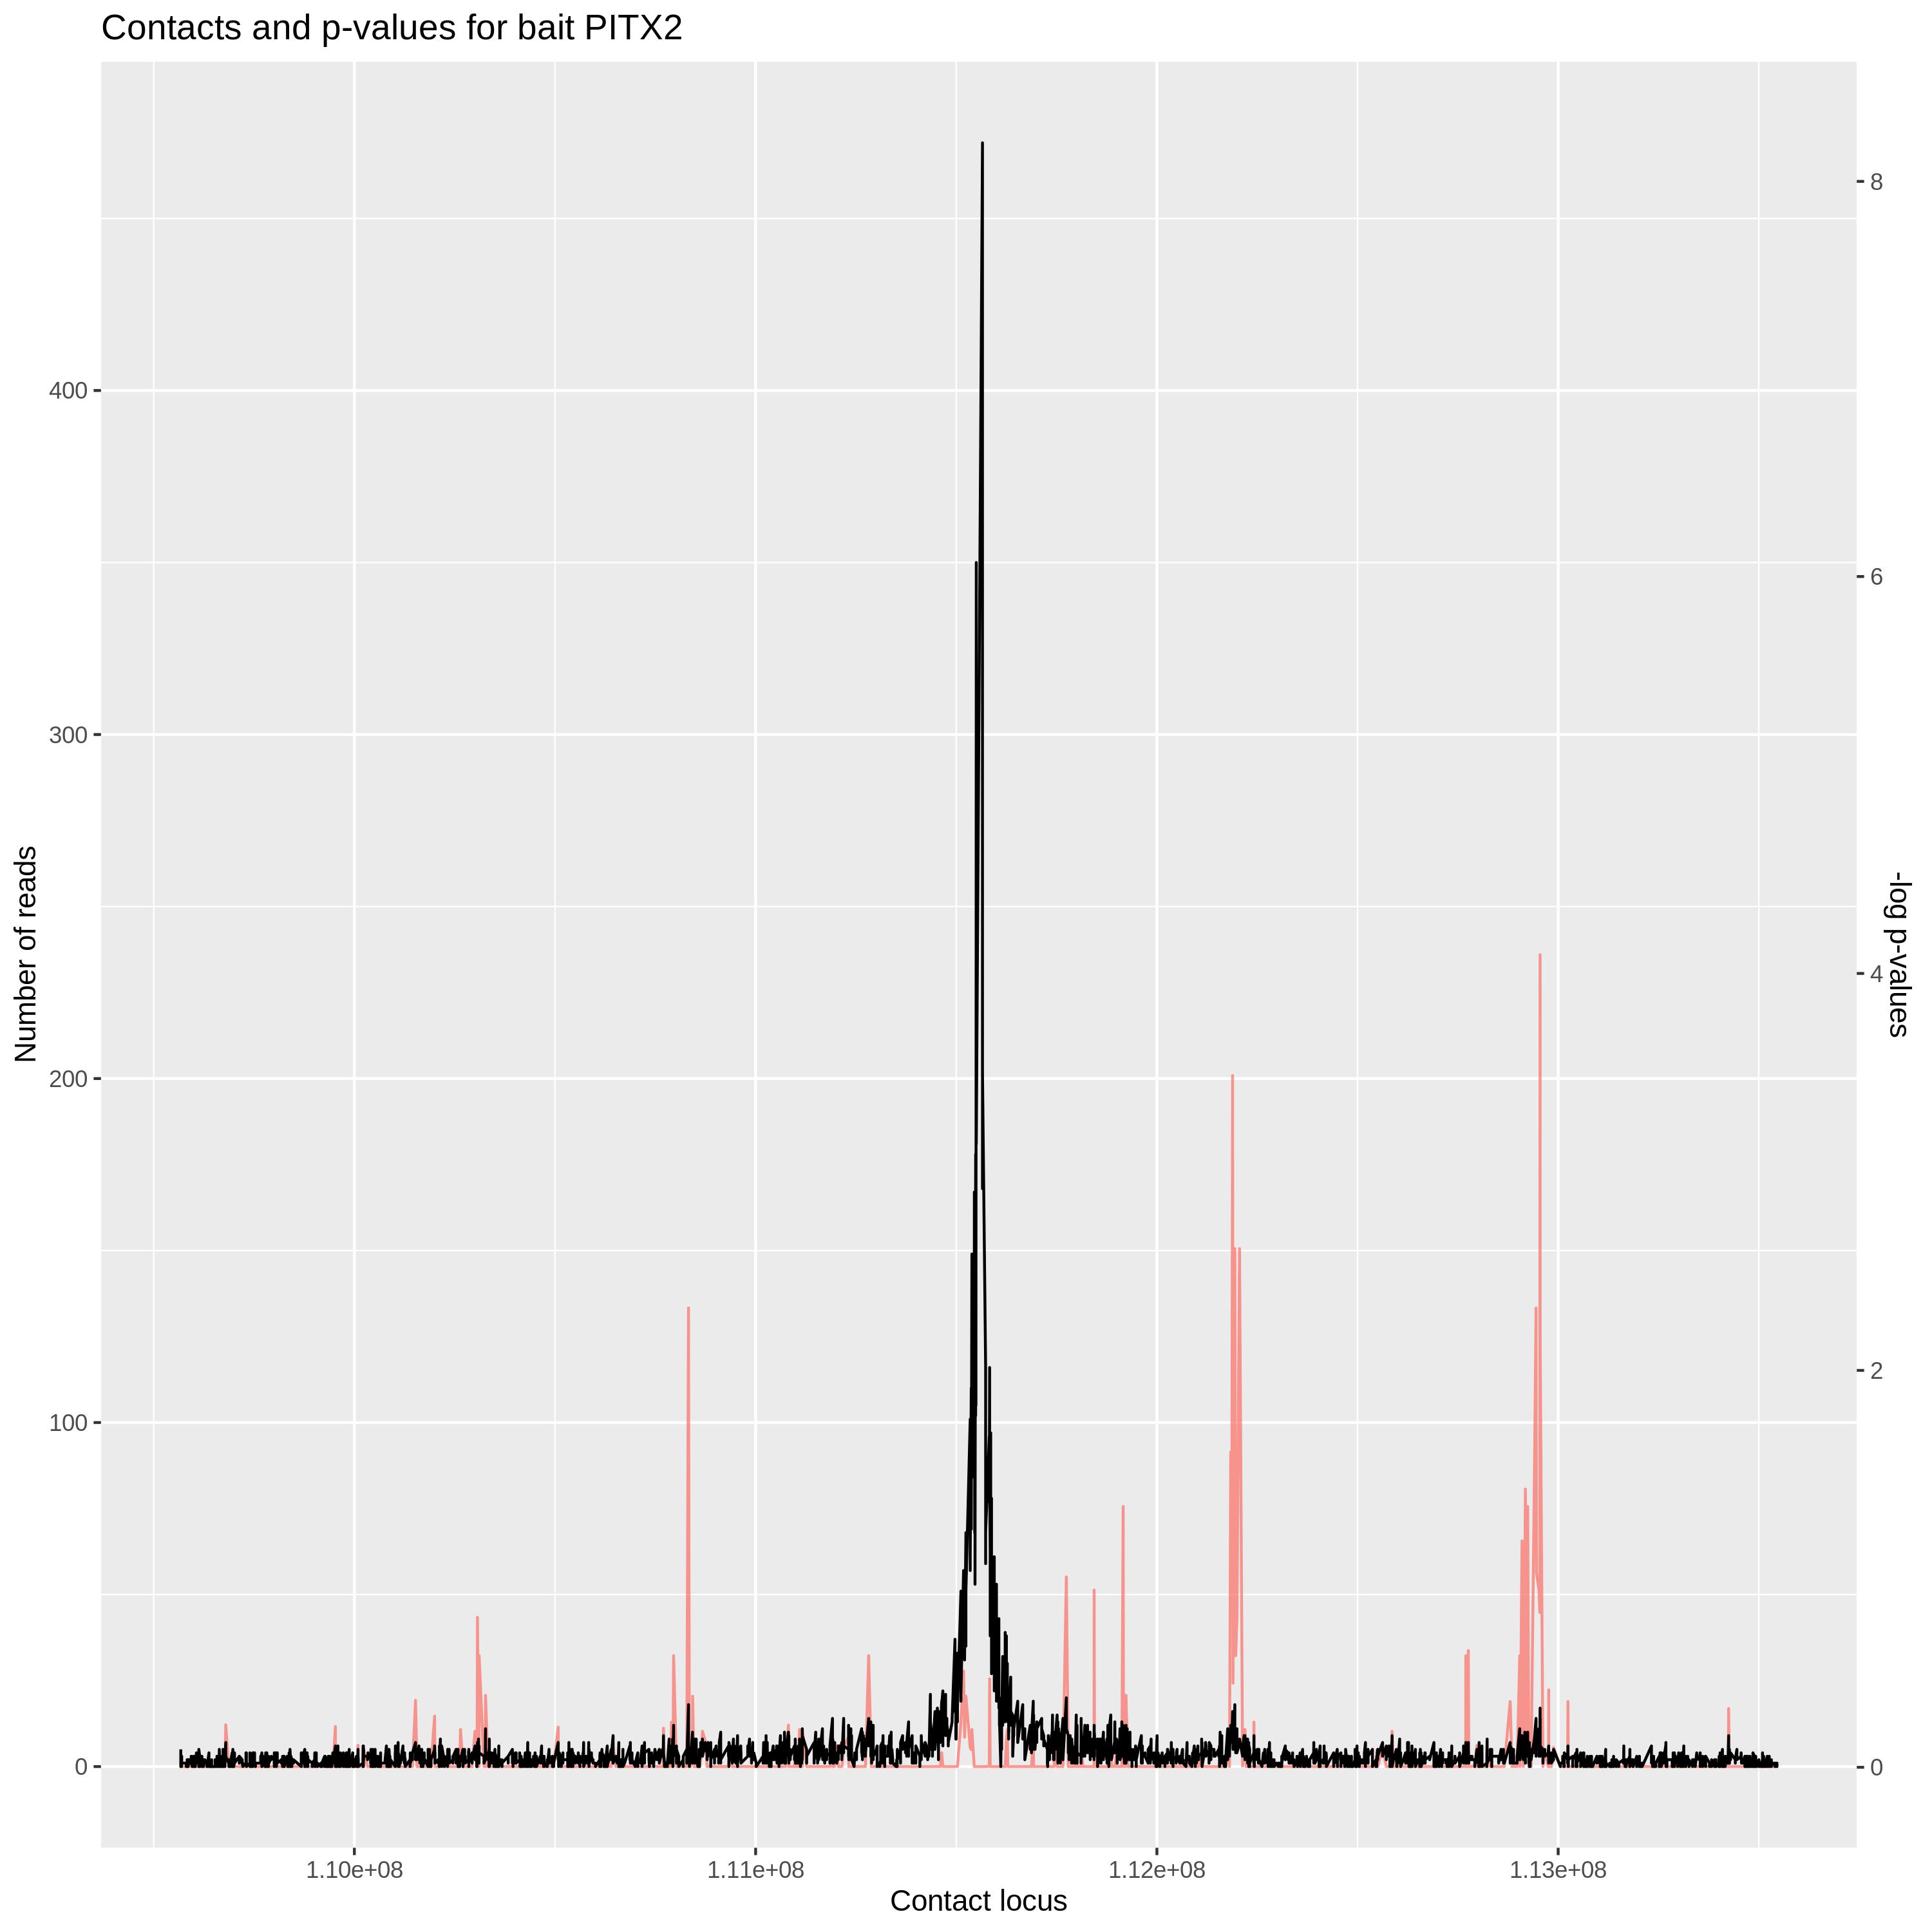 Contacts and p-values for bait PITX2
Number of reads
400
300
200
100
0
8
6
4
2
0
-log p-values
1.10e+08
1.11e+08
1.12e+08
1.13e+08
Contact locus